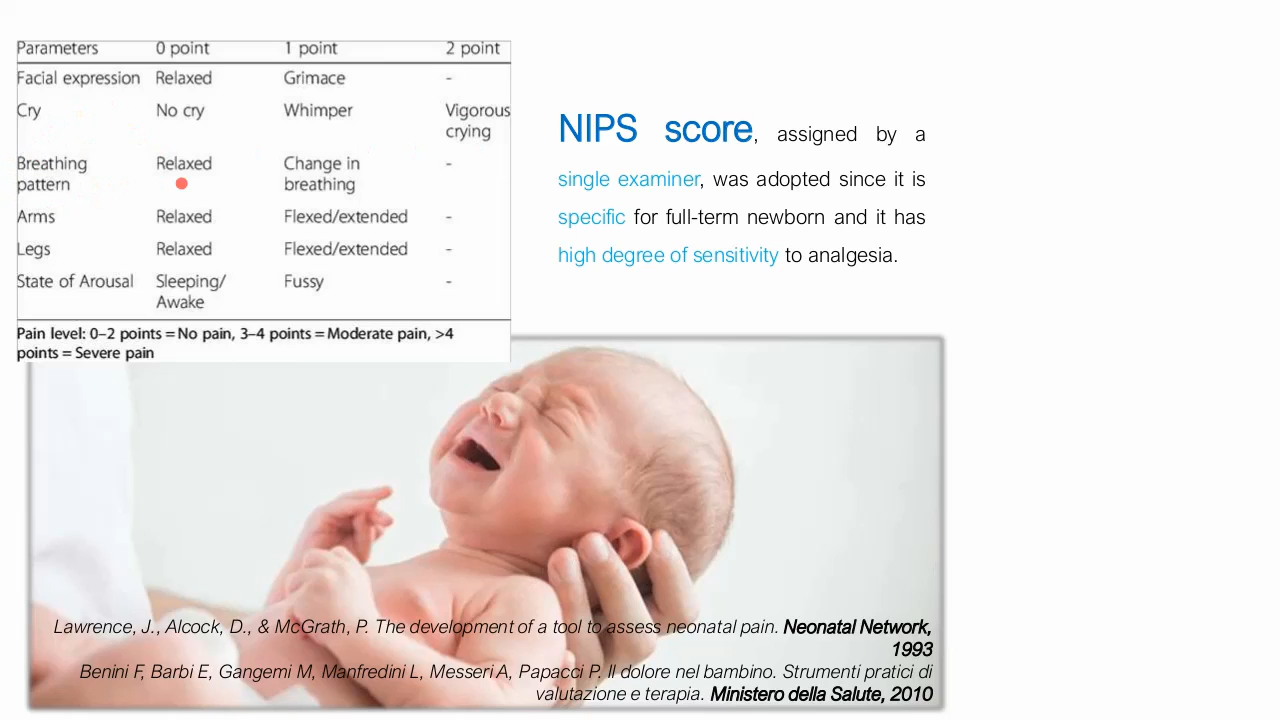 Parameters 0 point 1 point 2 point
Facial expression Relaxed Grimace -
Cry No cry Whimper Vigorous
crying
Breathing Relaxed Change in -
pattern breathing
Arms Relaxed Flexed/extended -
Legs Relaxed Flexed/extended -
State of Arousal Sleeping/ Fussy -
Awake
Pain level: 0–2 points = No pain, 3–4 points = Moderate pain, >4
points = Severe pain
NIPS score, assigned by a
single examiner, was adopted since it is
specific for full-term newborn and it has
high degree of sensitivity to analgesia.
Lawrence, J., Alcock, D., & McGrath, P. The development of a tool to assess neonatal pain. Neonatal Network,
1993
Benini F, Barbi E, Gangemi M, Manfredini L, Messeri A, Papacci P. Il dolore nel bambino. Strumenti pratici di
valutazione e terapia. Ministero della Salute, 2010